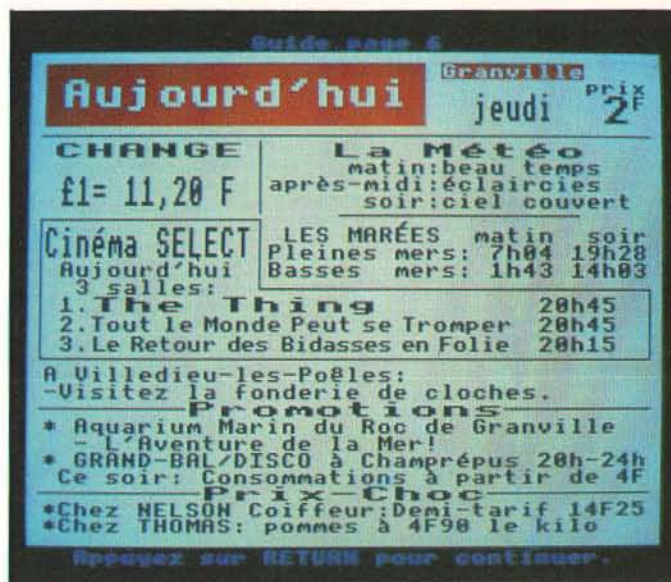 Guide page 6
Aujourd'hui
Granville
jeudi
prix
2F
CHANGE
£1= 11,20 F
La Météo
matin:beau temps
après-midi:éclaircies
soir:ciel couvert
LES MARÉES matin soir
Pleines mers: 7h04 19h28
Basses mers: 1h43 14h03
Cinéma SELECT
Aujourd'hui
3 salles:
1. The Thing 20h45
2. Tout le Monde Peut se Tromper 20h45
3. Le Retour des Bidasses en Folie 20h15
A Villedieu-les-Po8les:
-Visitez la fonderie de cloches.
Promotions
* Aquarium Marin du Roc de Granville
- L'Aventure de la Mer!
* GRAND-BAL/DISCO à Champrépus 20h-24h
Ce soir: Consommations à partir de 4F
Prix-Choc
*Chez NELSON Coiffeur:Demi-tarif 14F25
*Chez THOMAS: pommes à 4F90 le kilo
Appuyez sur RETURN pour continuer.